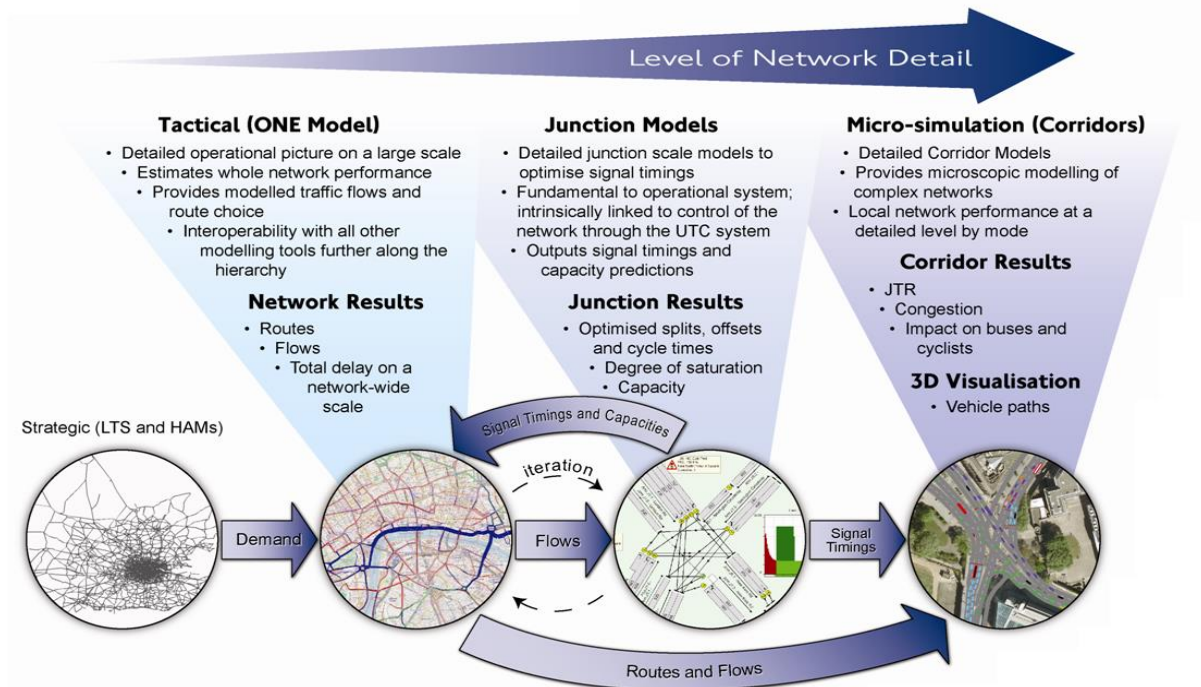 Level of Network Detail
Tactical (ONE Model)
• Detailed operational picture on a large scale
• Estimates whole network performance
• Provides modelled traffic flows and
route choice
• Interoperability with all other
modelling tools further along the
hierarchy
Network Results
• Routes
• Flows
• Total delay on a
network-wide
scale
Junction Models
• Detailed junction scale models to
optimise signal timings
• Fundamental to operational system;
intrinsically linked to control of the
network through the UTC system
• Outputs signal timings and
capacity predictions
Junction Results
• Optimised splits, offsets
and cycle times
• Degree of saturation
• Capacity
Micro-simulation (Corridors)
• Detailed Corridor Models
• Provides microscopic modelling of
complex networks
• Local network performance at a
detailed level by mode
Corridor Results
• JTR
• Congestion
• Impact on buses and
cyclists
3D Visualisation
• Vehicle paths
Strategic (LTS and HAMs)
Signal Timings and Capacities
iteration
Demand
Flows
Signal
Timings
Routes and Flows